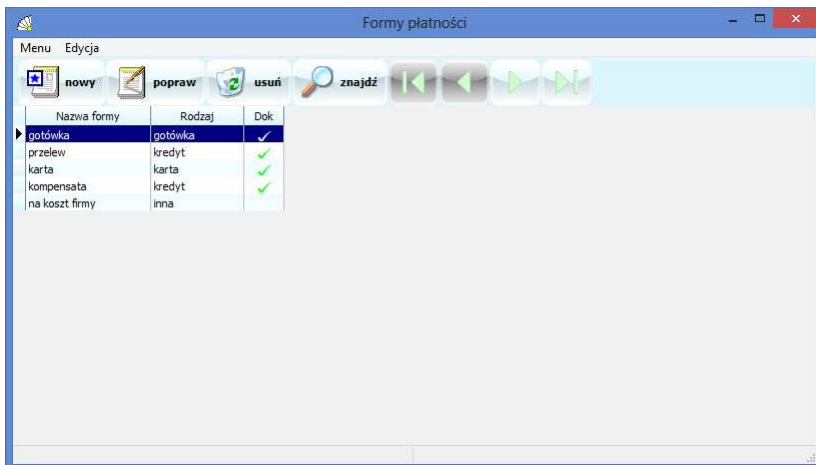 Formy płatności
Menu Edycja
nowy popraw usuń znajdź
Nazwa formy Rodzaj Dok
gotówka gotówka
przelew kredyt
karta karta
kompensata kredyt
na koszt firmy inna